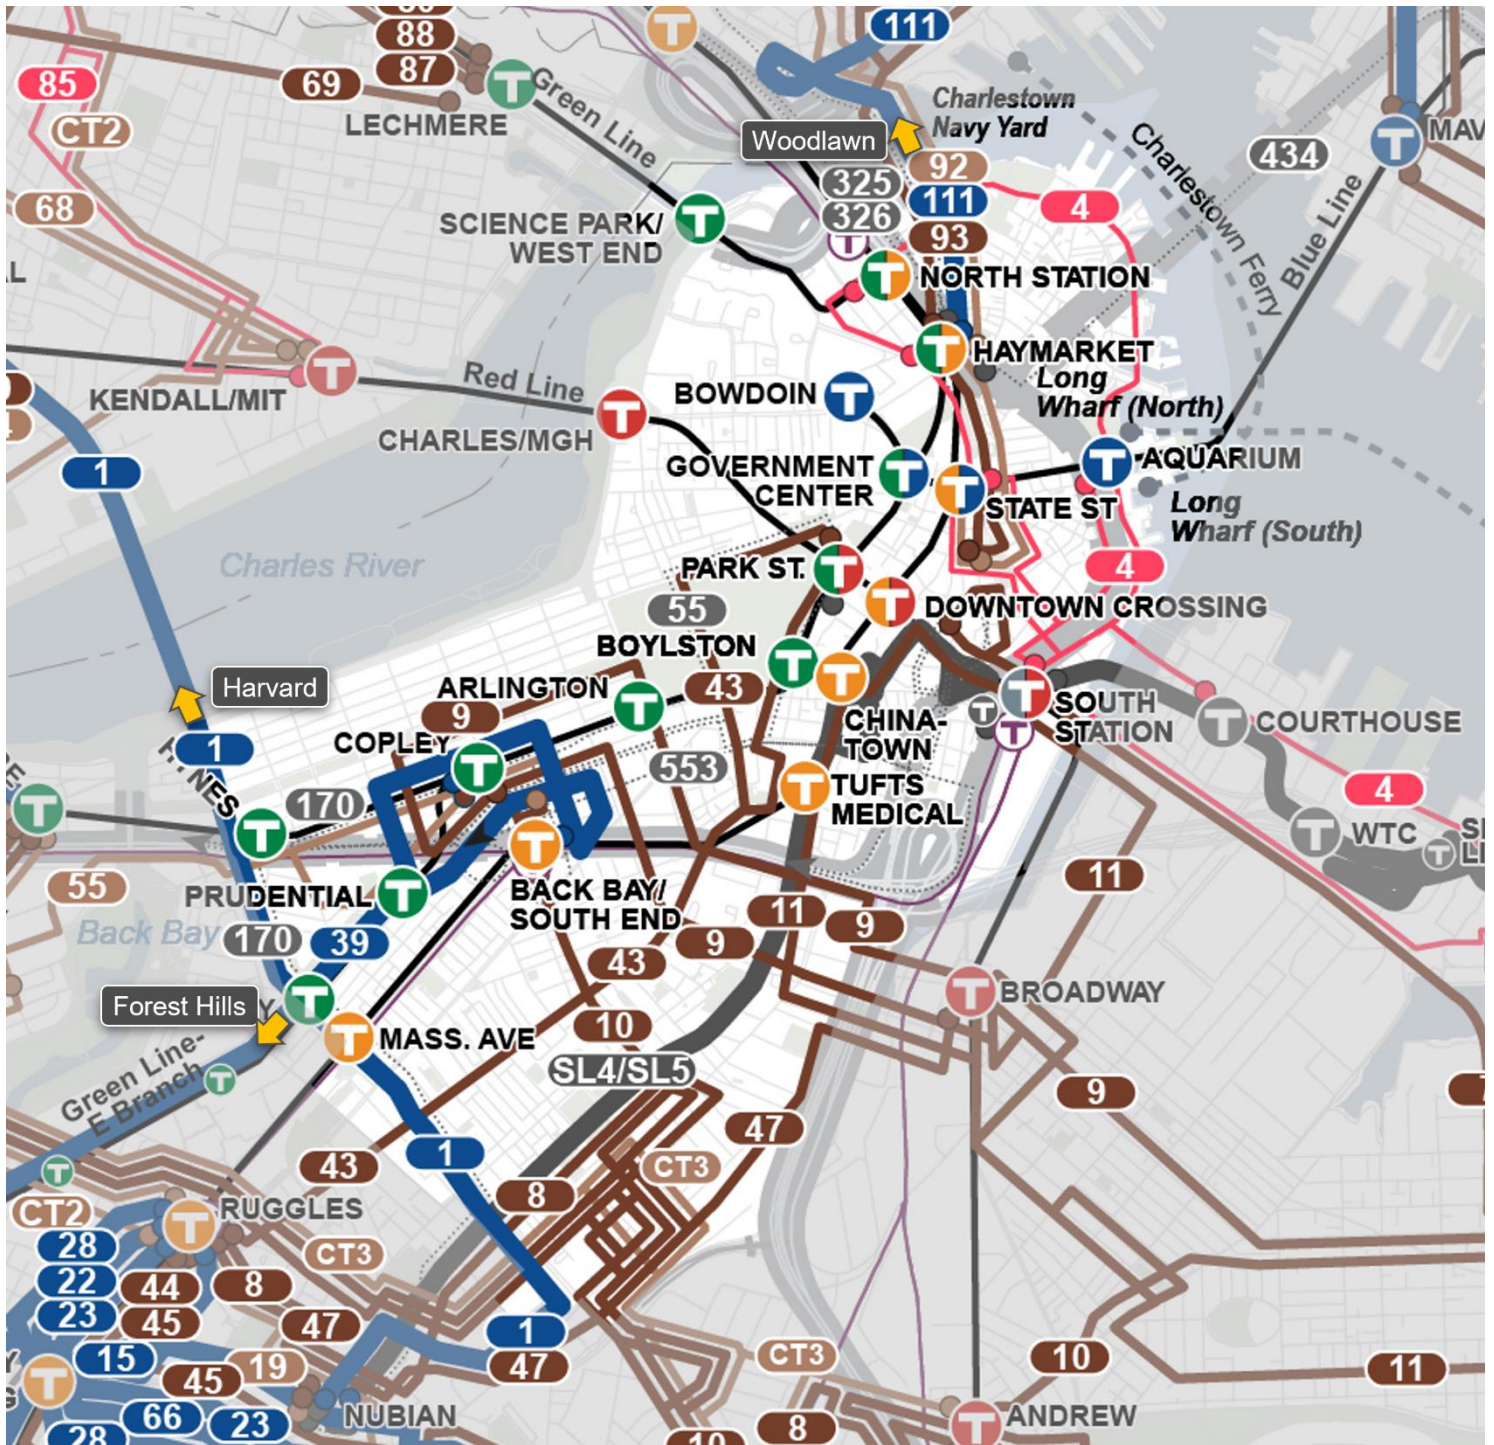 88
87
111
85
69
Green Line
LECHMERE
CT2
Charlestown
Navy Yard
Woodlawn
Charlestown Ferry
434
MAV
92
325
111
4
68
326
93
SCIENCE PARK/
WEST END
Blue Line
NORTH STATION
HAYMARKET
Long
Wharf (North)
Red Line
KENDALL/MIT
BOWDOIN
CHARLES/MGH
1
GOVERNMENT
CENTER
AQUARIUM
STATE ST
Long
Wharf (South)
Charles River
PARK ST.
4
55
DOWNTOWN CROSSING
BOYLSTON
Harvard
ARLINGTON
43
9
SOUTH
STATION
COURTHOUSE
COPLEY
CHINA-
TOWN
1
553
TUFTS
MEDICAL
170
4
WTC
PRUDENTIAL
55
BACK BAY/
SOUTH END
11
Back Bay
170
39
11
9
9
43
BROADWAY
Forest Hills
10
MASS. AVE
SL4/SL5
Green Line-
E Branch
9
47
1
43
CT3
8
CT2
RUGGLES
28
CT3
22
44
8
23
45
47
1
15
47
CT3
10
45
19
11
66
23
NUBIAN
8
ANDREW
28
10